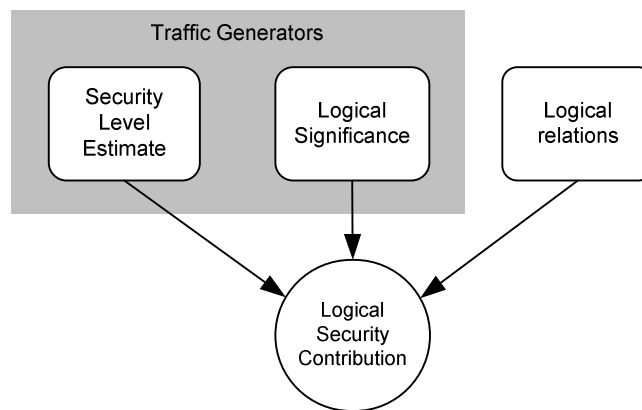 Traffic Generators
Security
Level
Estimate
Logical
Significance
Logical
relations
Logical
Security
Contribution